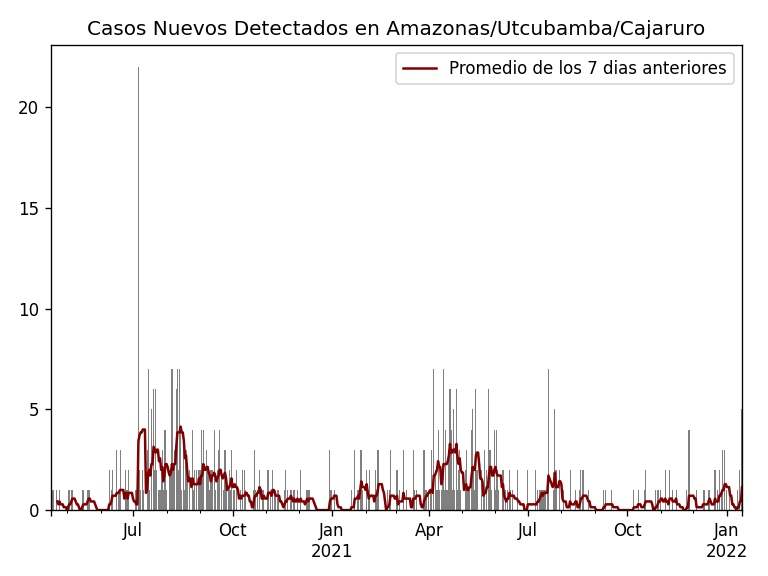 Casos Nuevos Detectados en Amazonas/Utcubamba/Cajaruro
Promedio de los 7 dias anteriores
20
15
10
5
0
Jul Oct Jan Apr Jul Oct Jan
2021 2022